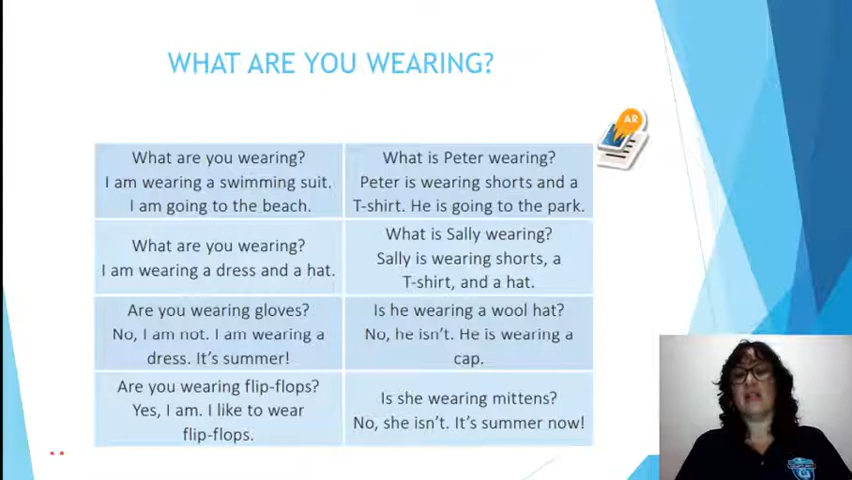 WHAT ARE YOU WEARING?
AR
What are you wearing?
I am wearing a swimming suit.
I am going to the beach.
What is Peter wearing?
Peter is wearing shorts and a
T-shirt. He is going to the park.
What are you wearing?
I am wearing a dress and a hat.
What is Sally wearing?
Sally is wearing shorts, a
T-shirt, and a hat.
Are you wearing gloves?
No, I am not. I am wearing a
dress. It's summer!
Is he wearing a wool hat?
No, he isn't. He is wearing a
cap.
Are you wearing flip-flops?
Yes, I am. I like to wear
flip-flops.
Is she wearing mittens?
No, she isn't. It's summer now!